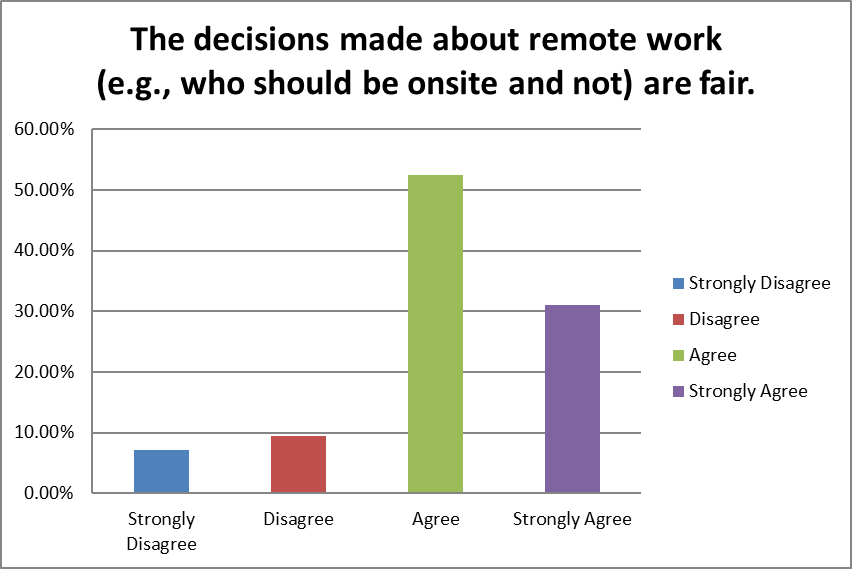 The decisions made about remote work
(e.g., who should be onsite and not) are fair.
60.00%
50.00%
40.00%
30.00%
20.00%
10.00%
0.00%
Strongly
Disagree
Disagree
Agree
Strongly Agree
Strongly Disagree
Disagree
Agree
Strongly Agree